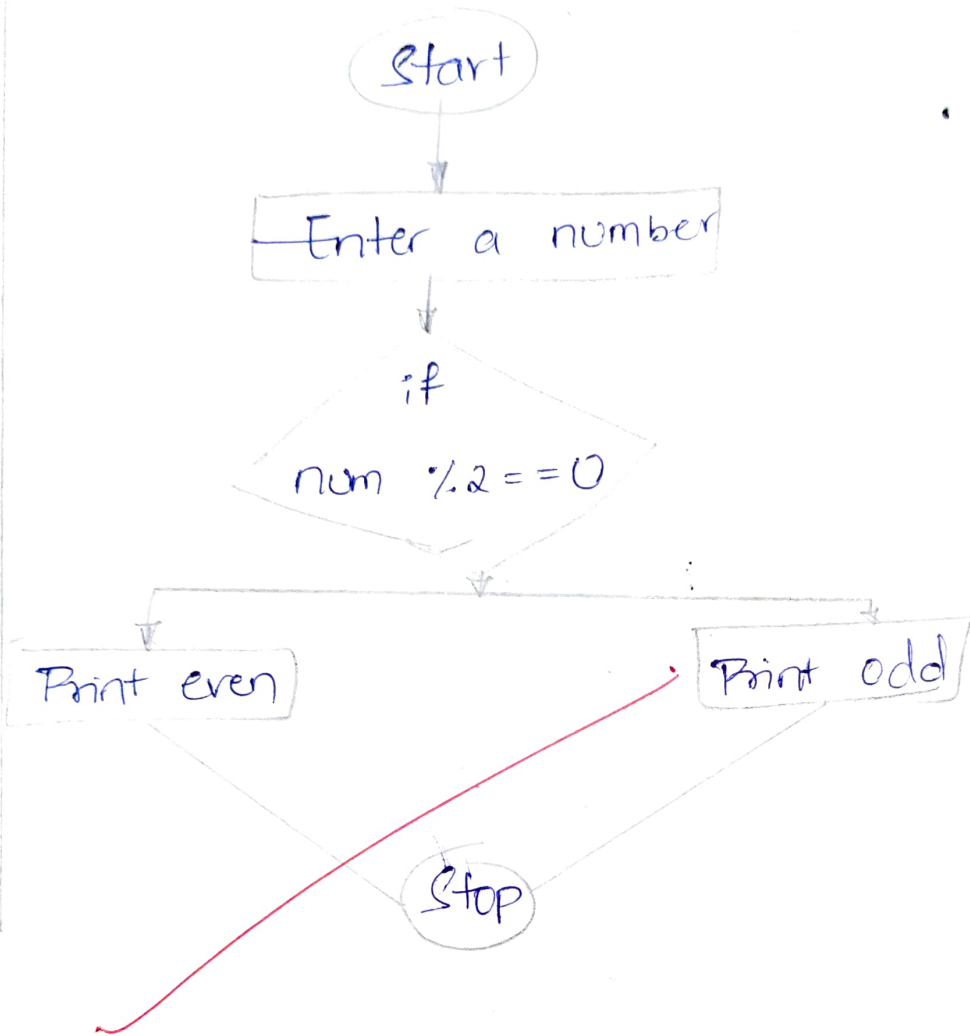 Start
Enter a number
if
num %2==0
Print even
Print odd
Stop